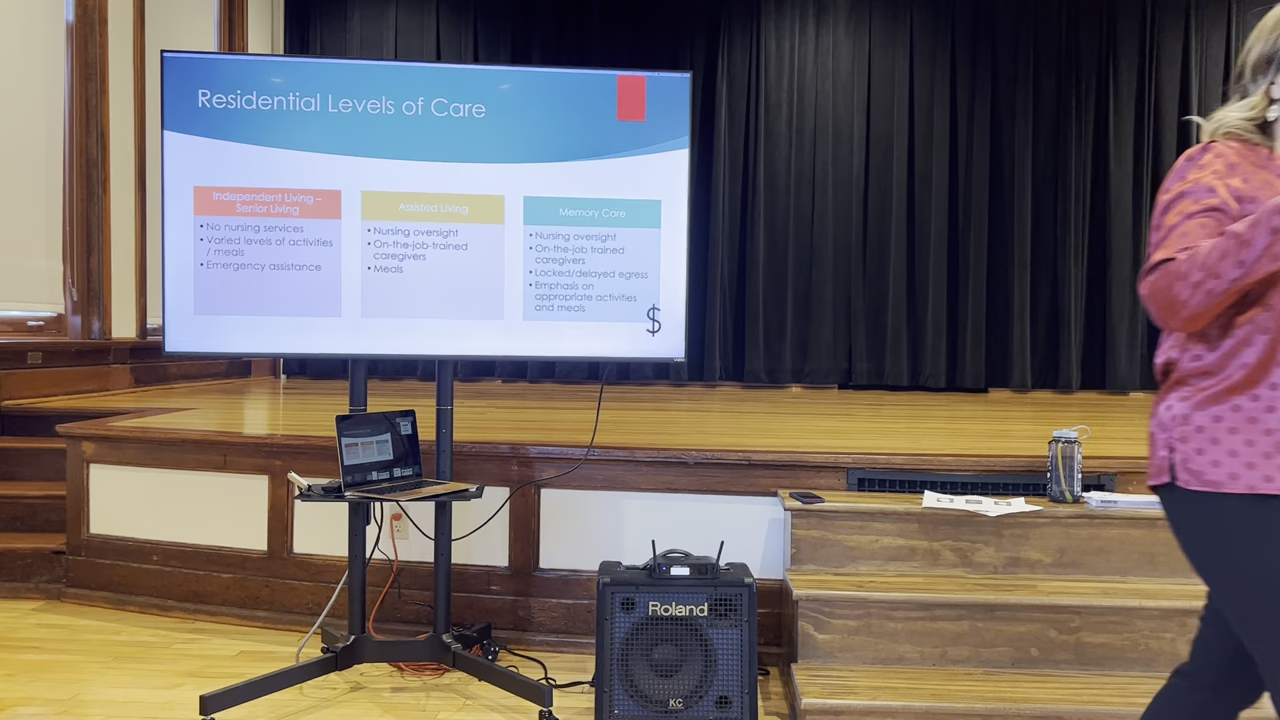 Residential Levels of Care
Independent Living –
Senior Living
• No nursing services
• Varied levels of activities
/ meals
• Emergency assistance
Assisted Living
• Nursing oversight
• On-the-job-trained
caregivers
• Meals
Memory Care
• Nursing oversight
• On-the-job trained
caregivers
• Locked/delayed egress
• Emphasis on
appropriate activities
and meals
$
Roland
KC